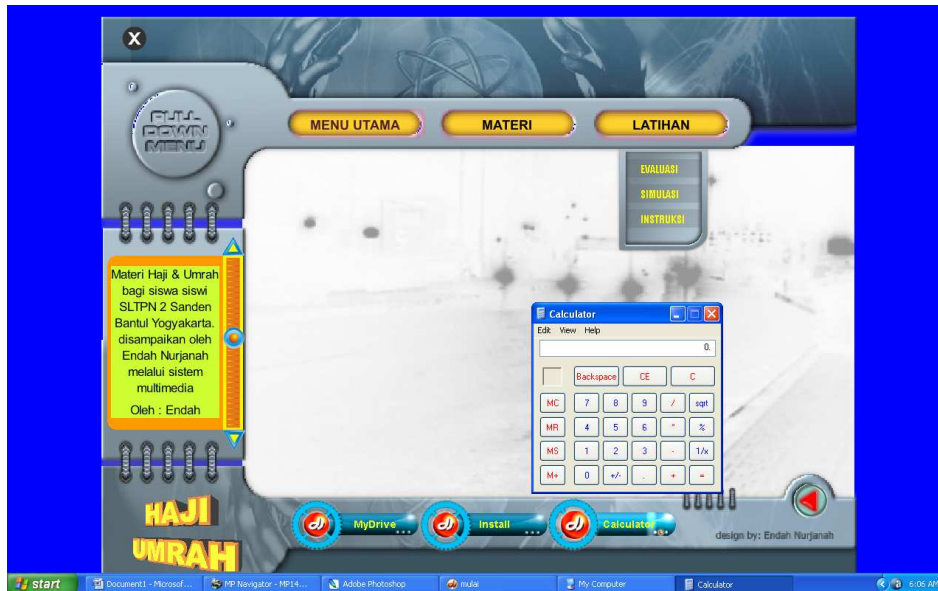 X
PULL
DOWN
MENU
MENU UTAMA
MATERI
LATIHAN
EVALUASI
SIMULASI
INSTRUKSI
Materi Haji & Umrah
bagi siswa siswi
SLTPN 2 Sanden
Bantul Yogyakarta.
disampaikan oleh
Endah Nurjanah
melalui sistem
multimedia
Oleh : Endah
Calculator
Edit View Help
0.
Backspace CE C
MC 7 8 9 / sqrt
MR 4 5 6 * %
MS 1 2 3 - 1/x
M+ 0 +/- . + =
HAJI
UMRAH
MyDrive...
Install ...
Calculator
design by: Endah Nurjanah
start
Document1 - Microsof...
MP Navigator - MP14...
Adobe Photoshop
mulai
My Computer
Calculator
6:06 AM